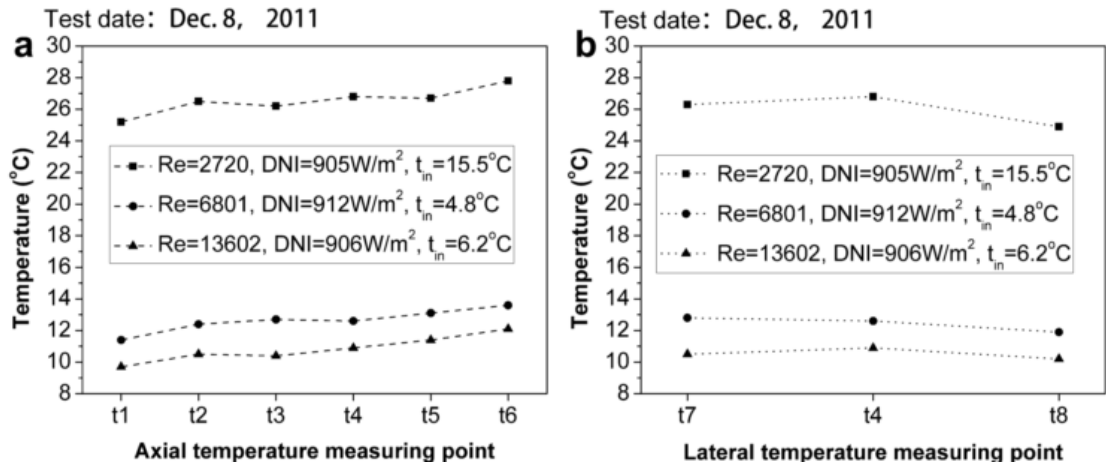 Test date: Dec. 8, 2011
a
30
28
26
24
22
20
18
16
14
12
10
8
Temperature (°C)
Re=2720, DNI=905W/m², t_in=15.5°C
Re=6801, DNI=912W/m², t_in=4.8°C
Re=13602, DNI=906W/m², t_in=6.2°C
t1 t2 t3 t4 t5 t6
Axial temperature measuring point
Test date: Dec. 8, 2011
b
30
28
26
24
22
20
18
16
14
12
10
8
Temperature (°C)
Re=2720, DNI=905W/m², t_in=15.5°C
Re=6801, DNI=912W/m², t_in=4.8°C
Re=13602, DNI=906W/m², t_in=6.2°C
t7 t4 t8
Lateral temperature measuring point